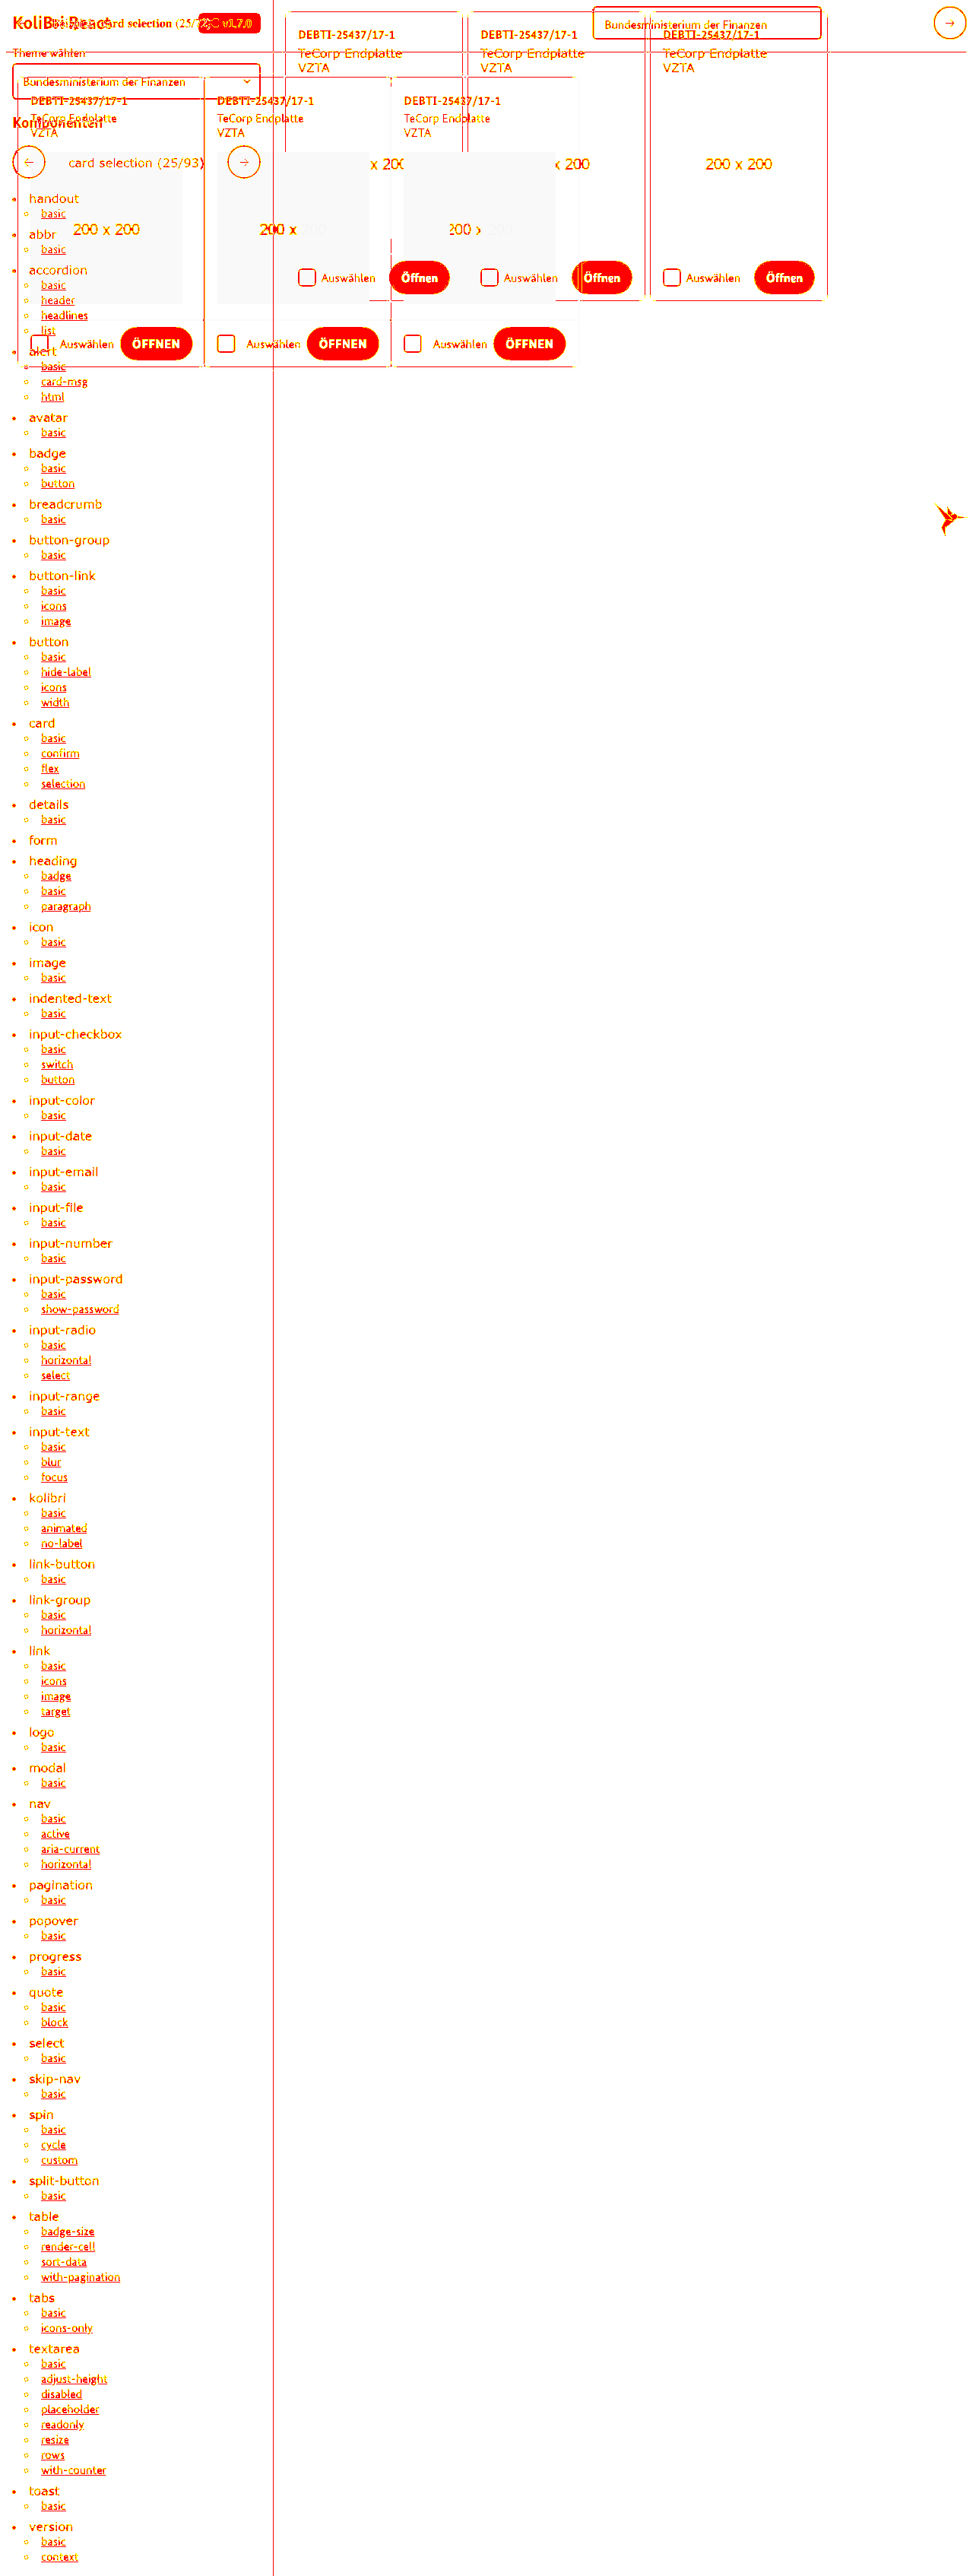 KoliBri React
card selection (25/
v1.7.0
Bundesministerium der Finanzen
Theme wählen
Bundesministerium der Finanzen
DEBTI-25437/17-1
TeCorp Endplatte
VZTA
DEBTI-25437/17-1
TeCorp Endplatte
VZTA
DEBTI-25437/17-1
TeCorp Endplatte
VZTA
DEBTI-25437/17-1
TeCorp Endplatte
VZTA
DEBTI-25437/17-1
TeCorp Endplatte
VZTA
DEBTI-25437/17-1
TeCorp Endplatte
VZTA
Komponenten
card selection (25/93)
x 200
x 200
200 x 200
200 x 200
200 x
200 x
Auswählen Öffnen
Auswählen Öffnen
Auswählen Öffnen
Auswählen ÖFFNEN
Auswählen ÖFFNEN
Auswählen ÖFFNEN
handout
basic
abbr
basic
accordion
basic
header
headlines
list
alert
basic
card-msg
html
avatar
basic
badge
basic
button
breadcrumb
basic
button-group
basic
button-link
basic
icons
image
button
basic
hide-label
icons
width
card
basic
confirm
flex
selection
details
basic
form
heading
badge
basic
paragraph
icon
basic
image
basic
indented-text
basic
input-checkbox
basic
switch
button
input-color
basic
input-date
basic
input-email
basic
input-file
basic
input-number
basic
input-password
basic
show-password
input-radio
basic
horizontal
select
input-range
basic
input-text
basic
blur
focus
kolibri
basic
animated
no-label
link-button
basic
link-group
basic
horizontal
link
basic
icons
image
target
logo
basic
modal
basic
nav
basic
active
aria-current
horizontal
pagination
basic
popover
basic
progress
basic
quote
basic
block
select
basic
skip-nav
basic
spin
basic
cycle
custom
split-button
basic
table
badge-size
render-cell
sort-data
with-pagination
tabs
basic
icons-only
textarea
basic
adjust-height
disabled
placeholder
readonly
resize
rows
with-counter
toast
basic
version
basic
context